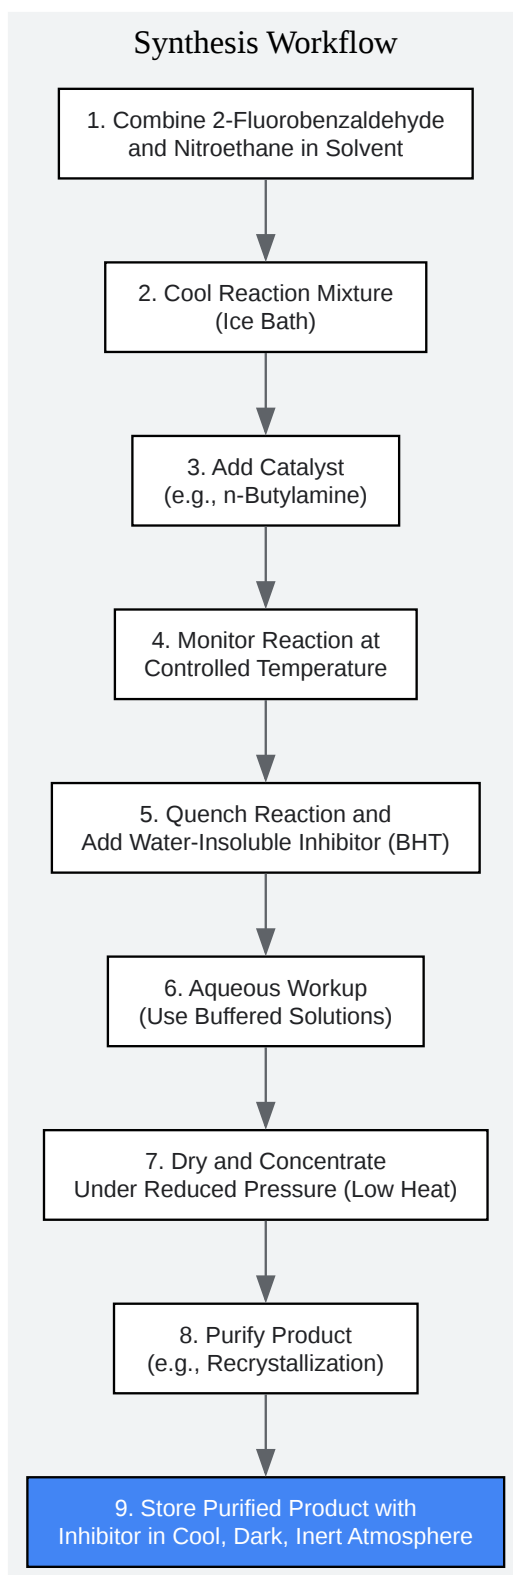 Synthesis Workflow
1. Combine 2-Fluorobenzaldehyde
and Nitroethane in Solvent
2. Cool Reaction Mixture
(Ice Bath)
3. Add Catalyst
(e.g., n-Butylamine)
4. Monitor Reaction at
Controlled Temperature
5. Quench Reaction and
Add Water-Insoluble Inhibitor (BHT)
6. Aqueous Workup
(Use Buffered Solutions)
7. Dry and Concentrate
Under Reduced Pressure (Low Heat)
8. Purify Product
(e.g., Recrystallization)
9. Store Purified Product with
Inhibitor in Cool, Dark, Inert Atmosphere